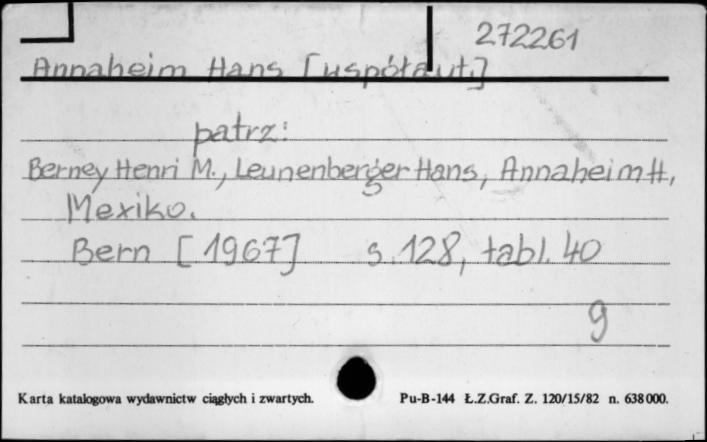 272261
Annaheim Hans [współaut.]
patrz:
Berney Henri M., Leunenberger Hans, Annaheim H.,
Mexiko.
Bern [1967] s. 128, tabl. 40
g
Karta katalogowa wydawnictw ciągłych i zwartych. Pu-B-144 Ł.Z.Graf. Z. 120/15/82 n. 638000.